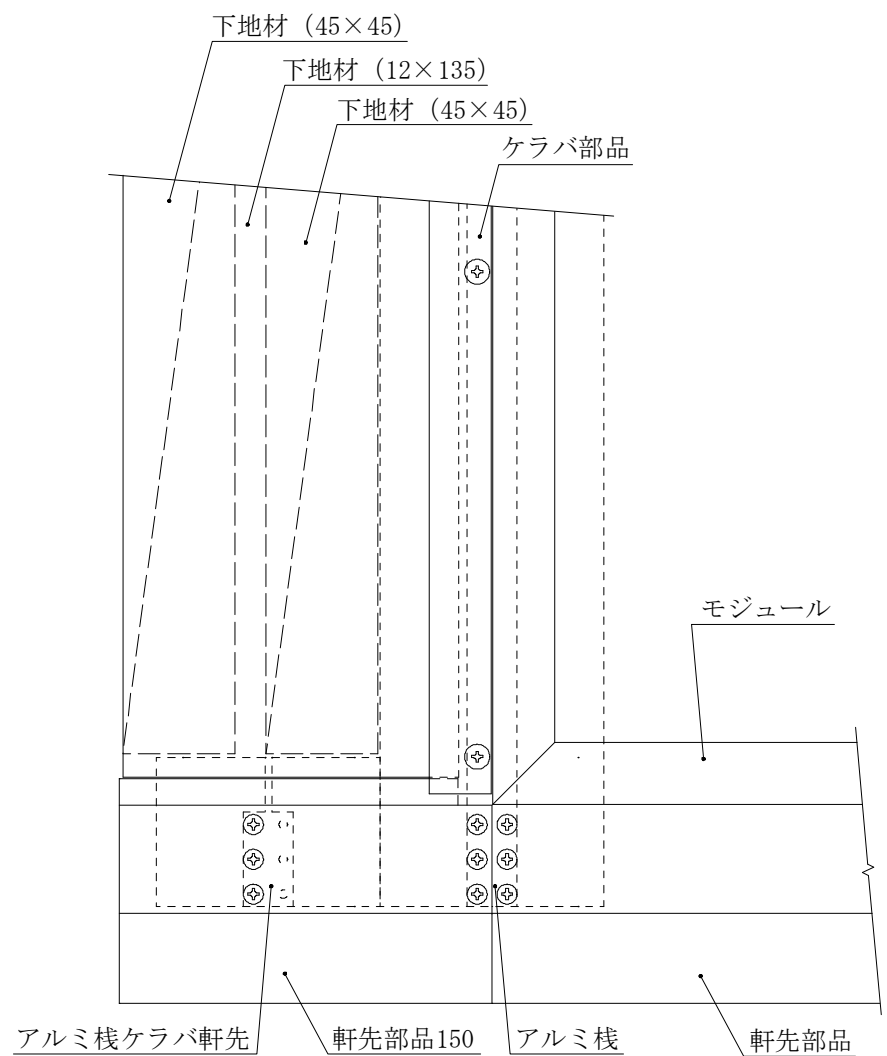 下地材 (45×45)
下地材 (12×135)
下地材 (45×45)
ケラバ部品
モジュール
アルミ桟ケラバ軒先
軒先部品150
アルミ桟
軒先部品